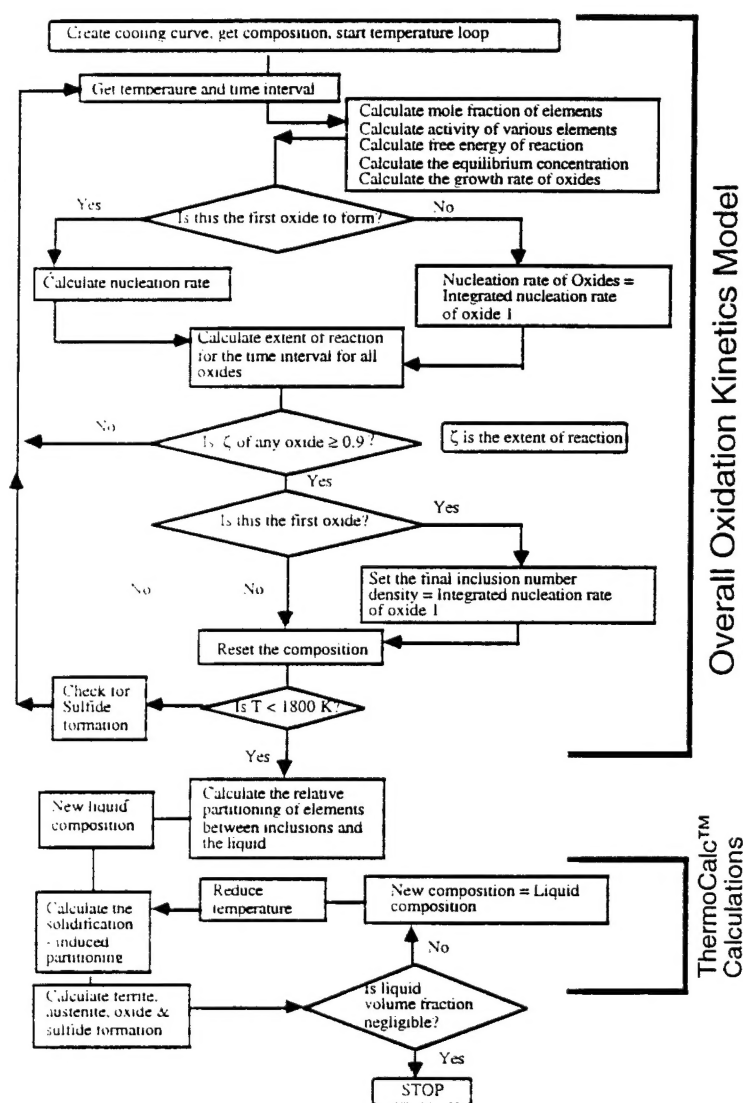 Create cooling curve, get composition, start temperature loop
Get temperaure and time interval
Calculate mole fraction of elements
Calculate activity of various elements
Calculate free energy of reaction
Calculate the equilibrium concentration
Calculate the growth rate of oxides
Yes
Is this the first oxide to form?
No
Calculate nucleation rate
Nucleation rate of Oxides =
Integrated nucleation rate
of oxide 1
Calculate extent of reaction
for the time interval for all
oxides
No
Is ζ of any oxide ≥ 0.9 ?
ζ is the extent of reaction
Yes
Is this the first oxide?
Yes
No
No
Set the final inclusion number
density = Integrated nucleation rate
of oxide 1
Reset the composition
Check for
Sulfide
formation
Is T < 1800 K?
Yes
Calculate the relative
partitioning of elements
between inclusions and
the liquid
New liquid
composition
Reduce
temperature
New composition = Liquid
composition
Calculate the
solidification
- induced
partitioning
No
Calculate ferrite,
austenite, oxide &
sulfide formation
Is liquid
volume fraction
negligible?
Yes
STOP
Overall Oxidation Kinetics Model
ThermoCalc™
Calculations